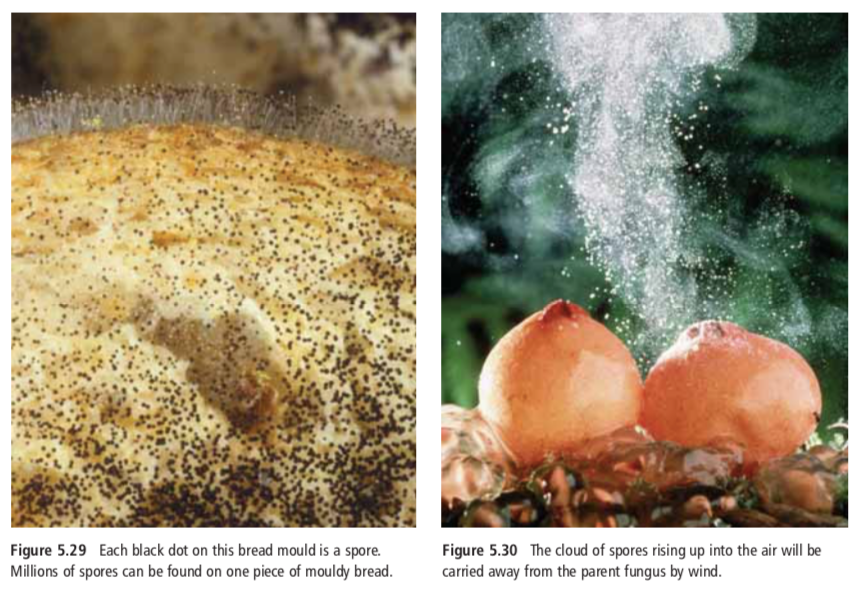 Figure 5.29 Each black dot on this bread mould is a spore.
Millions of spores can be found on one piece of mouldy bread.
Figure 5.30 The cloud of spores rising up into the air will be
carried away from the parent fungus by wind.